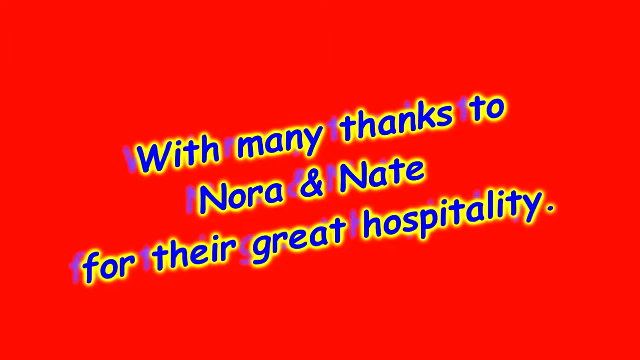 With many thanks to
Nora & Nate
for their great hospitality.